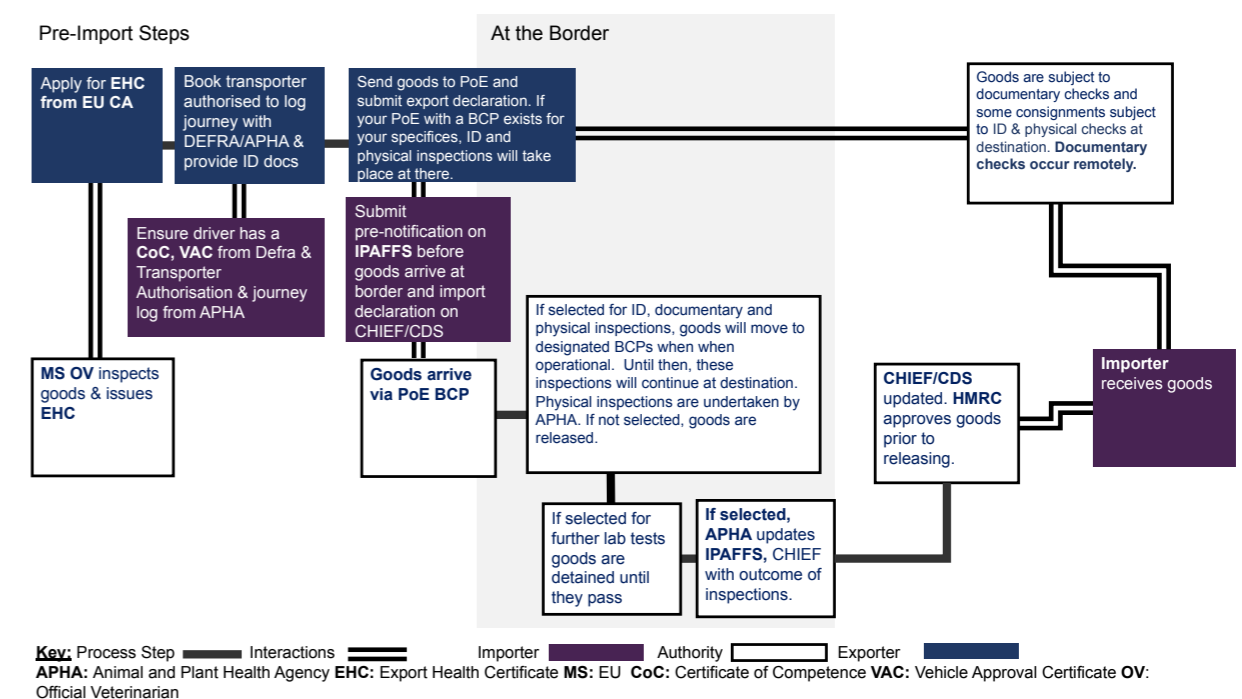 Pre-Import Steps
At the Border
Apply for EHC
from EU CA
Book transporter
authorised to log
journey with
DEFRA/APHA &
provide ID docs
Send goods to PoE and
submit export declaration. If
your PoE with a BCP exists for
your specifices, ID and
physical inspections will take
place at there.
Goods are subject to
documentary checks and
some consignments subject
to ID & physical checks at
destination. Documentary
checks occur remotely.
Ensure driver has a
CoC, VAC from Defra &
Transporter
Authorisation & journey
log from APHA
Submit
pre-notification on
IPAFFS before
goods arrive at
border and import
declaration on
CHIEF/CDS
MS OV inspects
goods & issues
EHC
Goods arrive
via PoE BCP
If selected for ID, documentary and
physical inspections, goods will move to
designated BCPs when when
operational. Until then, these
inspections will continue at destination.
Physical inspections are undertaken by
APHA. If not selected, goods are
released.
If selected for
further lab tests
goods are
detained until
they pass
If selected,
APHA updates
IPAFFS, CHIEF
with outcome of
inspections.
CHIEF/CDS
updated. HMRC
approves goods
prior to
releasing.
Importer
receives goods
Key: Process Step Interactions Importer Authority Exporter
APHA: Animal and Plant Health Agency EHC: Export Health Certificate MS: EU CoC: Certificate of Competence VAC: Vehicle Approval Certificate OV:
Official Veterinarian